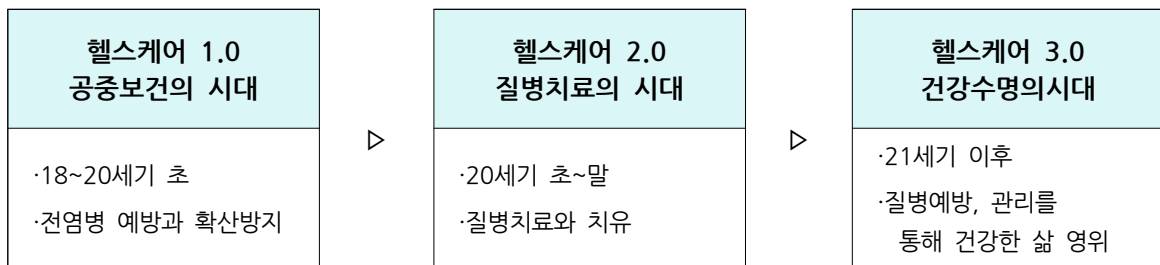 헬스케어 1.0
공중보건의 시대
·18~20세기 초
·전염병 예방과 확산방지
▷
헬스케어 2.0
질병치료의 시대
·20세기 초~말
·질병치료와 치유
▷
헬스케어 3.0
건강수명의시대
·21세기 이후
·질병예방, 관리를
통해 건강한 삶 영위